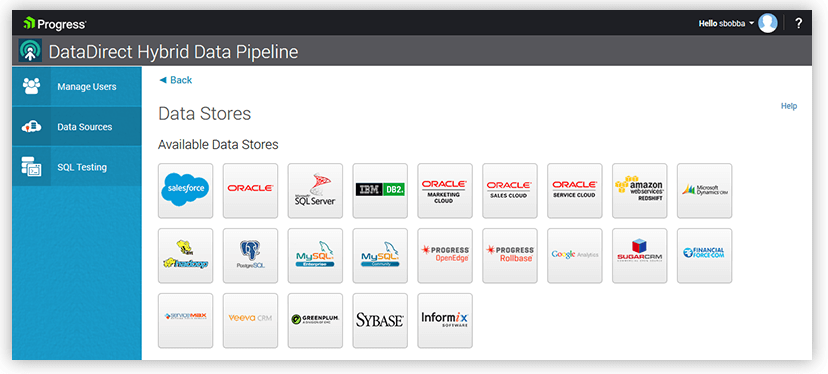 Progress
Hello sbobba
?
DataDirect Hybrid Data Pipeline
Manage Users
Data Sources
SQL Testing
◄ Back
Data Stores
Help
Available Data Stores
salesforce
ORACLE
Microsoft
SQL Server
IBM DB2.
ORACLE
MARKETING
CLOUD
ORACLE
SALES CLOUD
ORACLE
SERVICE CLOUD
amazon
web services
REDSHIFT
Microsoft
Dynamics CRM
HIVE
hadoop
PostgreSQL
MySQL
Enterprise
MySQL
Community
PROGRESS
OpenEdge
PROGRESS
Rollbase
Google Analytics
SUGARCRM
FINANCIAL
FORCE.COM
serviceMAX
veeva CRM
GREENPLUM
SYBASE
Informix
SOFTWARE